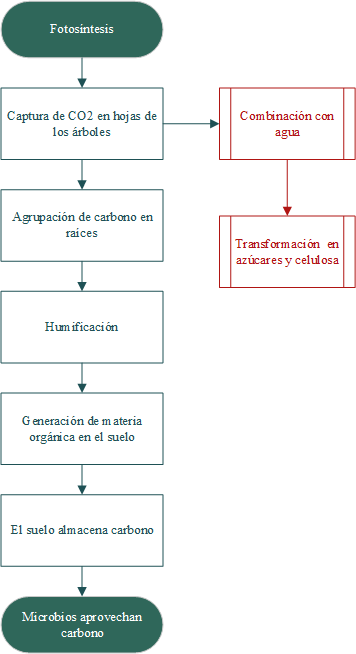 Fotosíntesis
Captura de CO2 en hojas de
los árboles
Combinación con
agua
Agrupación de carbono en
raices
Transformación en
azúcares y celulosa
Humificación
Generación de materia
orgánica en el suelo
El suelo almacena carbono
Microbios aprovechan
carbono